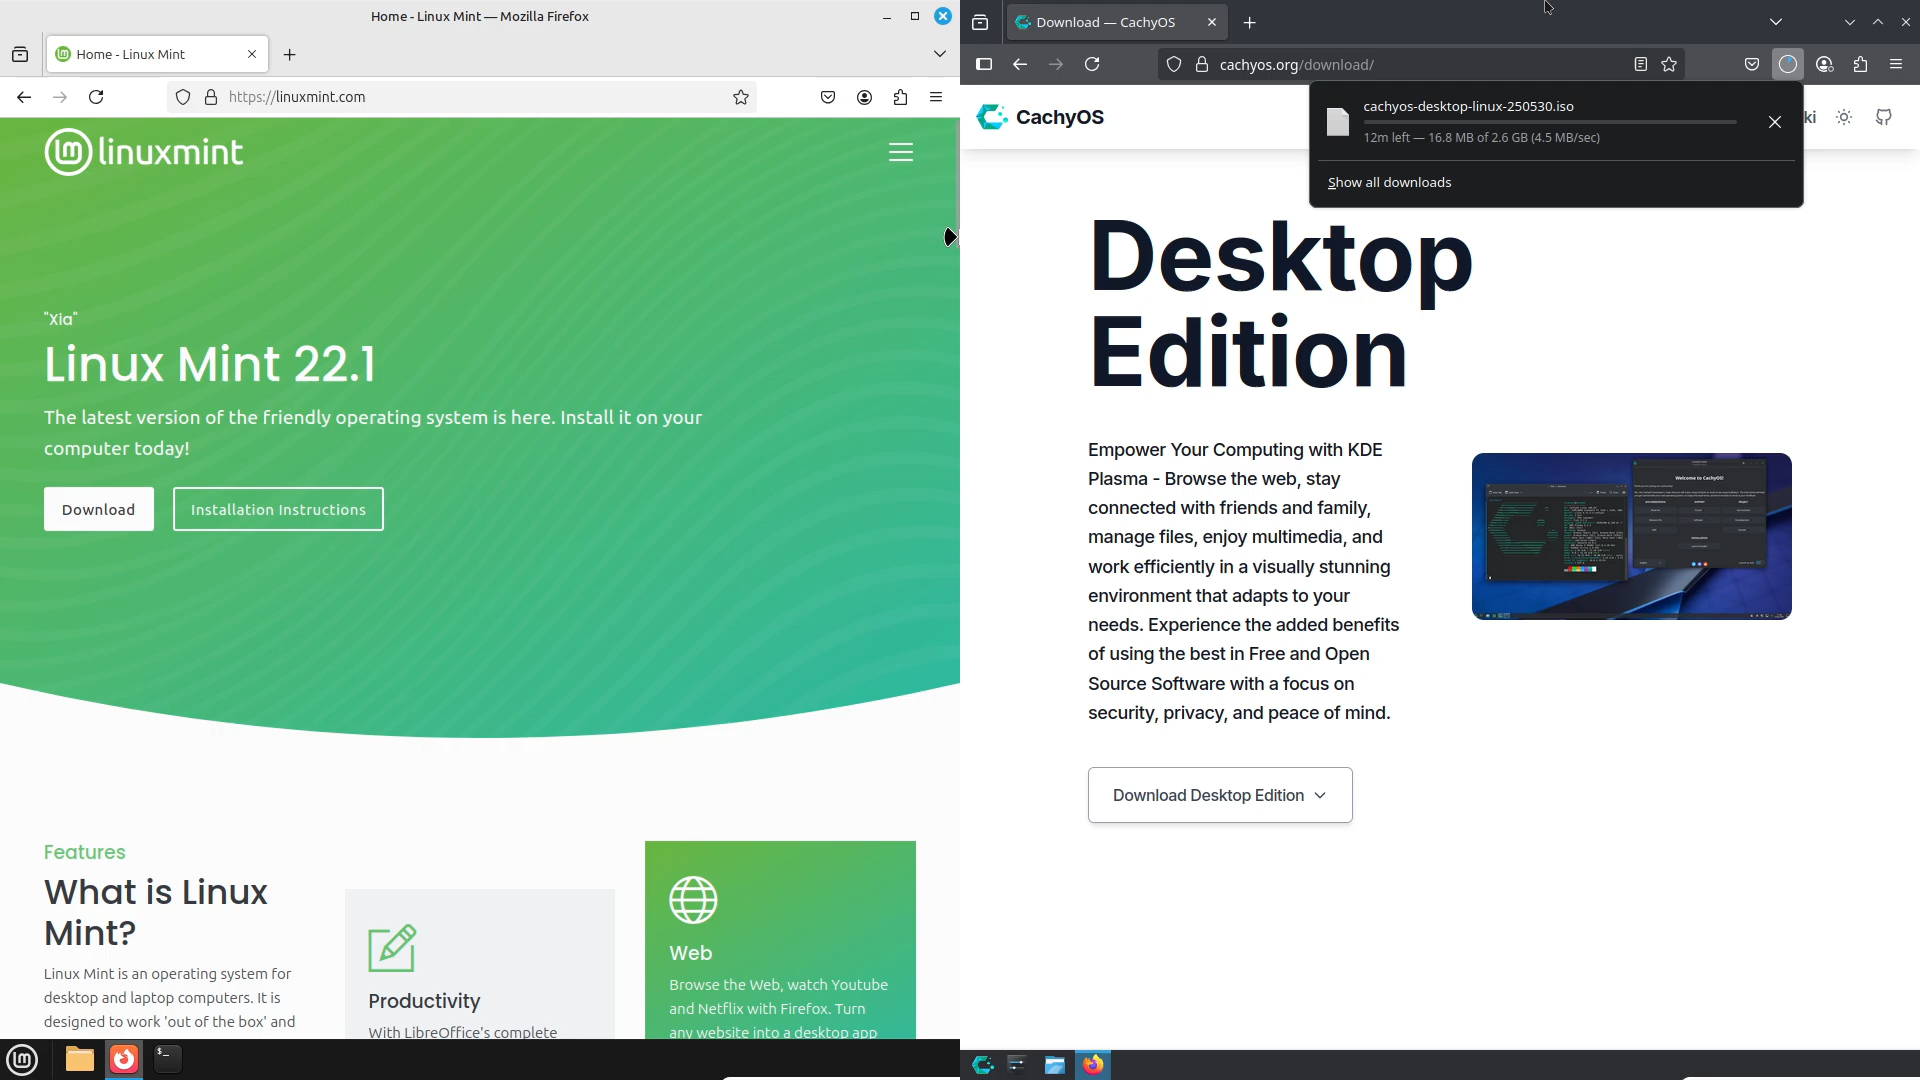 Home - Linux Mint — Mozilla Firefox
Home - Linux Mint
https://linuxmint.com
linuxmint
"Xia"
Linux Mint 22.1
The latest version of the friendly operating system is here. Install it on your
computer today!
Download
Installation Instructions
Features
What is Linux
Mint?
Linux Mint is an operating system for
desktop and laptop computers. It is
designed to work 'out of the box' and
Productivity
With LibreOffice's complete
Web
Browse the Web, watch Youtube
and Netflix with Firefox. Turn
any website into a desktop app
Download — CachyOS
cachyos.org/download/
CachyOS
ki
cachyos-desktop-linux-250530.iso
12m left — 16.8 MB of 2.6 GB (4.5 MB/sec)
Show all downloads
Desktop
Edition
Empower Your Computing with KDE
Plasma - Browse the web, stay
connected with friends and family,
manage files, enjoy multimedia, and
work efficiently in a visually stunning
environment that adapts to your
needs. Experience the added benefits
of using the best in Free and Open
Source Software with a focus on
security, privacy, and peace of mind.
Welcome to CachyOS!
Download Desktop Edition